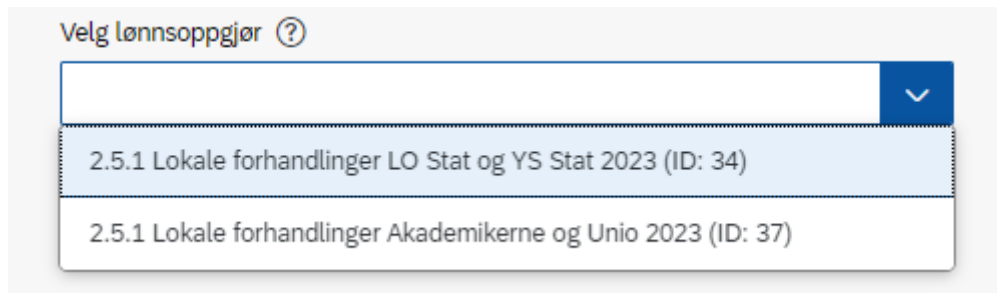 Velg lønnsoppgjør ?
2.5.1 Lokale forhandlinger LO Stat og YS Stat 2023 (ID: 34)
2.5.1 Lokale forhandlinger Akademikerne og Unio 2023 (ID: 37)